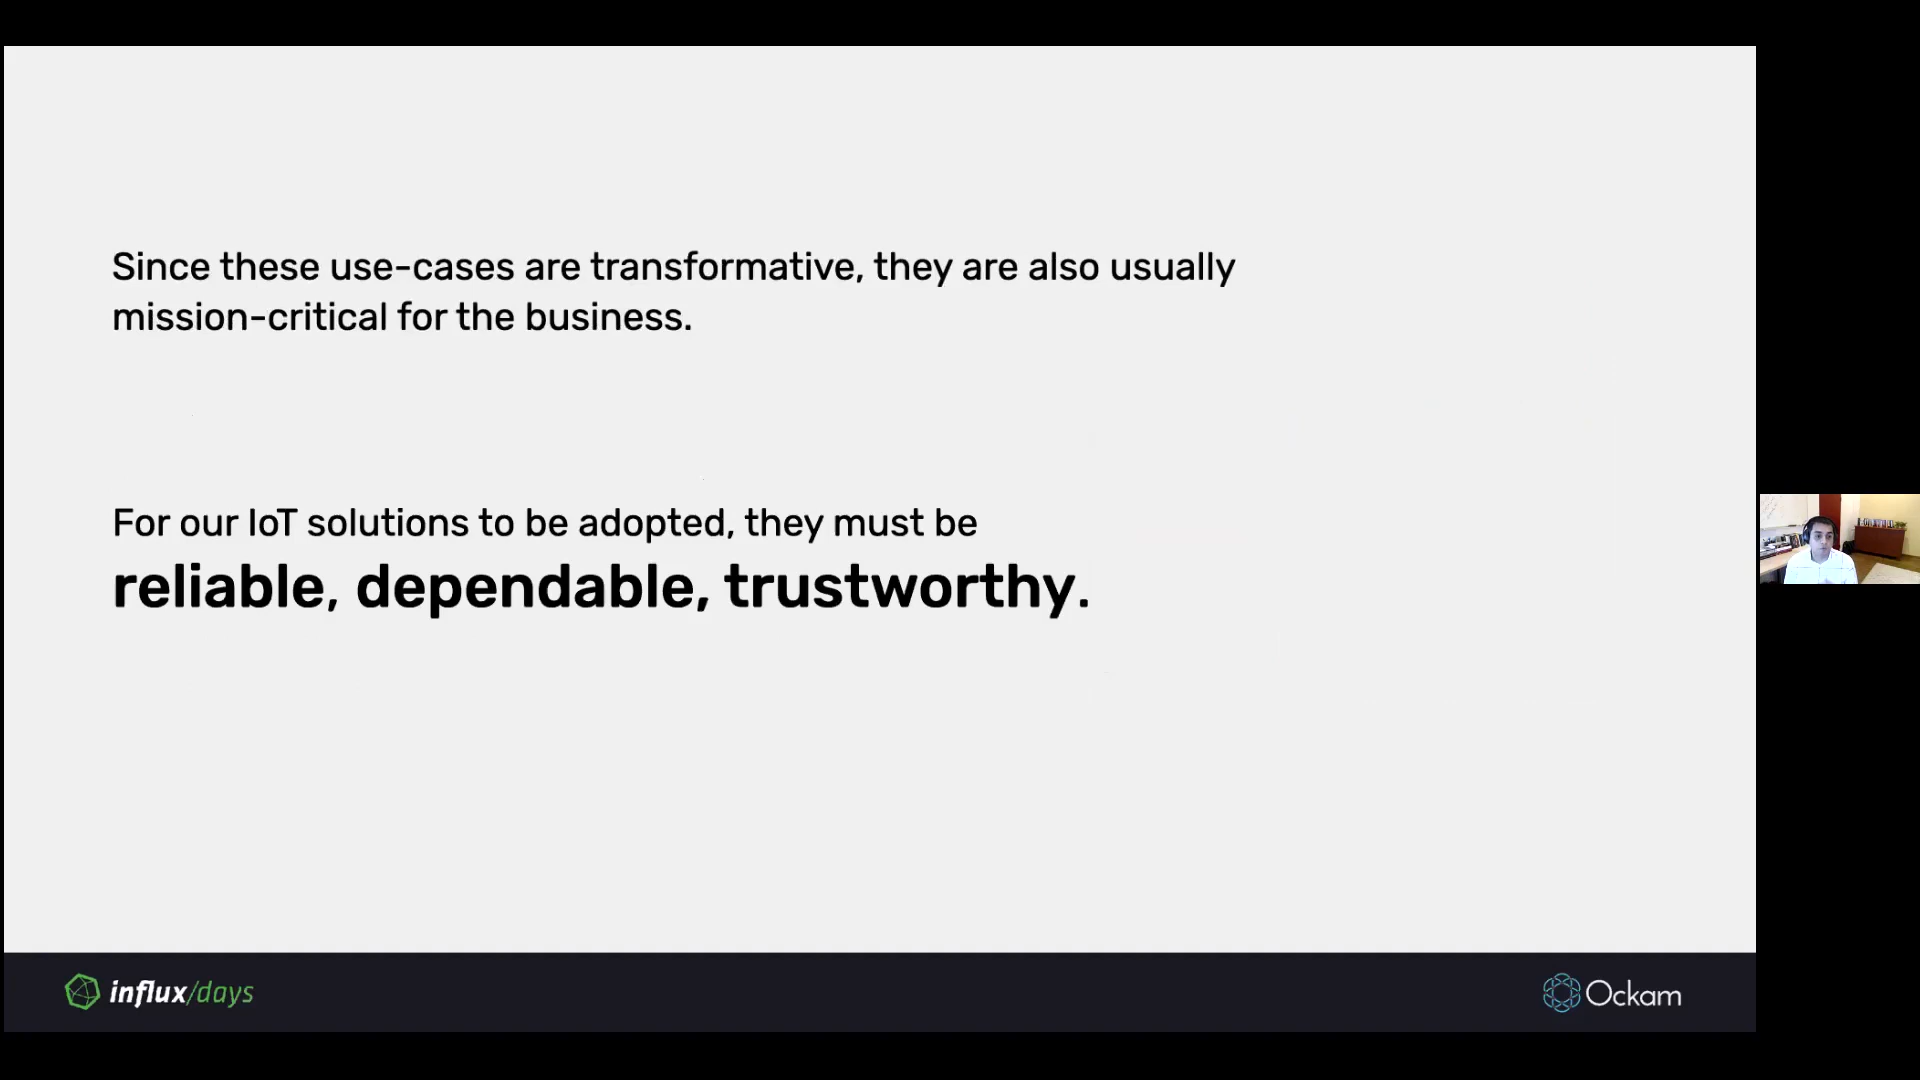 Since these use-cases are transformative, they are also usually
mission-critical for the business.
For our IoT solutions to be adopted, they must be
reliable, dependable, trustworthy.
influx/days
Ockam